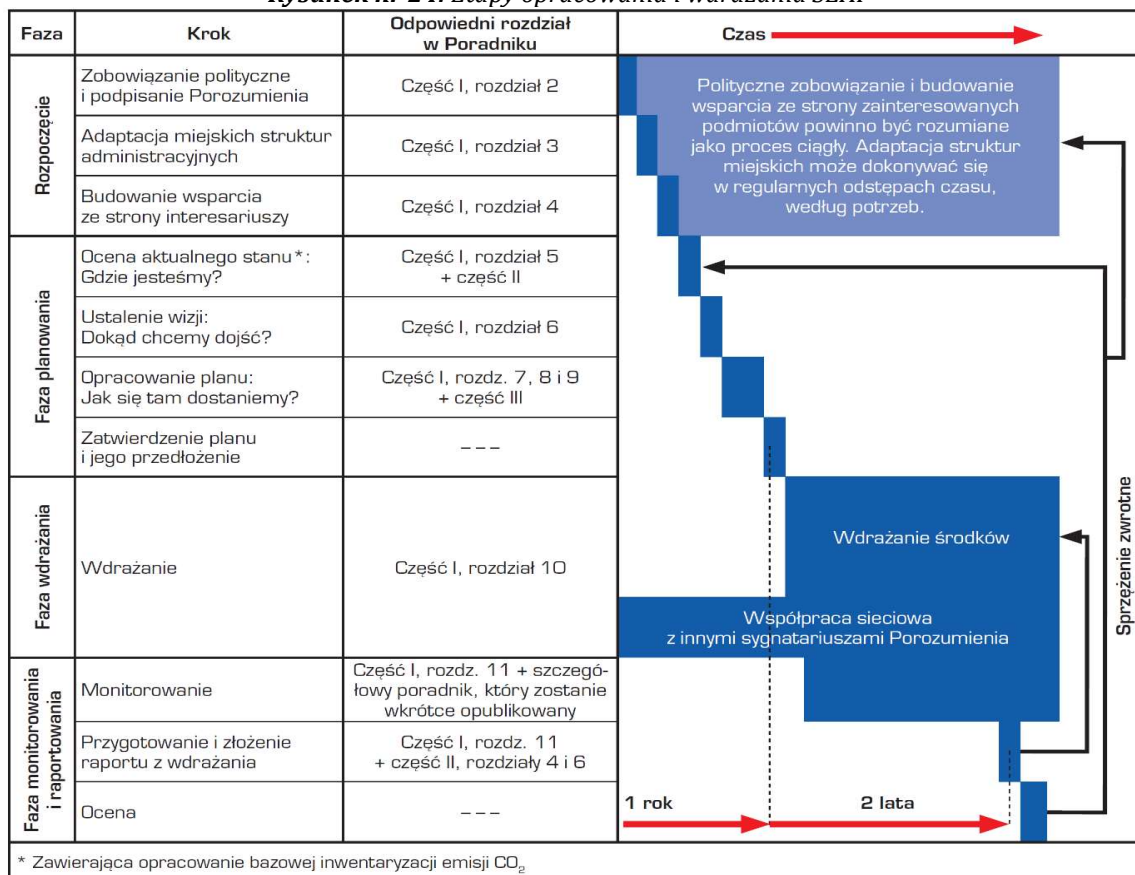 Rysunek nr Etapy opracowania i wdrażania
Faza
Krok
Odpowiedni rozdział
w Poradniku
Czas
Rozpoczęcie
Zobowiązanie polityczne
i podpisanie Porozumienia
Część I, rozdział 2
Adaptacja miejskich struktur
administracyjnych
Część I, rozdział 3
Budowanie wsparcia
ze strony interesariuszy
Część I, rozdział 4
Polityczne zobowiązanie i budowanie
wsparcia ze strony zainteresowanych
podmiotów powinno być rozumiane
jako proces ciągły. Adaptacja struktur
miejskich może dokonywać się
w regularnych odstępach czasu,
według potrzeb.
Faza planowania
Ocena aktualnego stanu*:
Gdzie jesteśmy?
Część I, rozdział 5
+ część II
Ustalenie wizji:
Dokąd chcemy dojść?
Część I, rozdział 6
Opracowanie planu:
Jak się tam dostaniemy?
Część I, rozdz. 7, 8 i 9
+ część III
Zatwierdzenie planu
i jego przedłożenie
– – –
Faza wdrażania
Wdrażanie
Część I, rozdział 10
Wdrażanie środków
Współpraca sieciowa
z innymi sygnatariuszami Porozumienia
Sprzężenie zwrotne
Faza monitorowania
i raportowania
Monitorowanie
Część I, rozdz. 11 + szczegó-
łowy poradnik, który zostanie
wkrótce opublikowany
Przygotowanie i złożenie
raportu z wdrażania
Część I, rozdz. 11
+ część II, rozdziały 4 i 6
Ocena
– – –
1 rok
2 lata
* Zawierająca opracowanie bazowej inwentaryzacji emisji CO₂